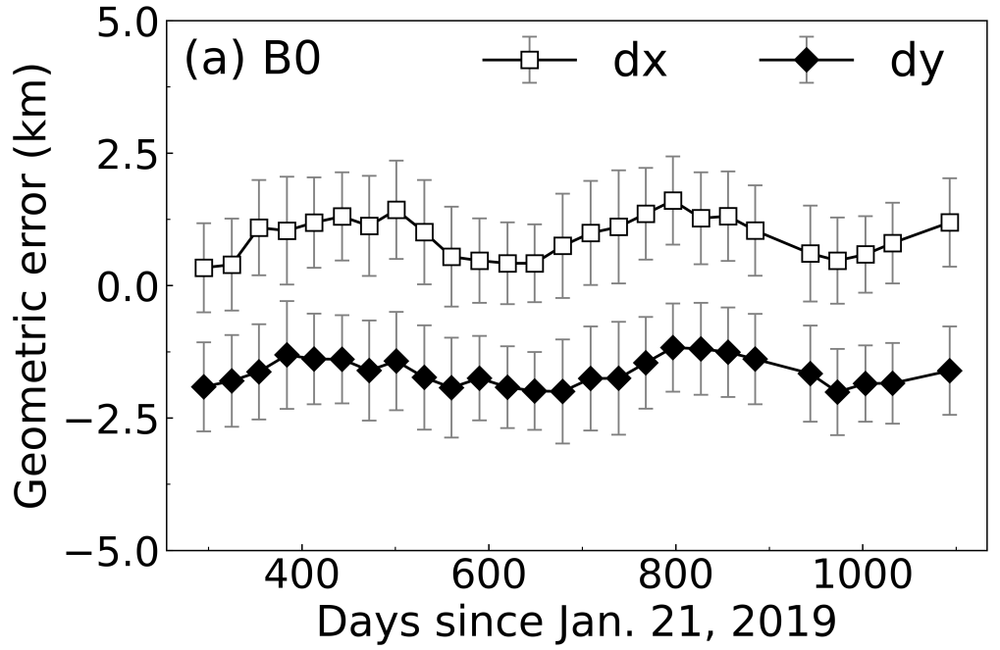 (a) B0
dx
dy
Geometric error (km)
5.0
2.5
0.0
−2.5
−5.0
400
600
800
1000
Days since Jan. 21, 2019